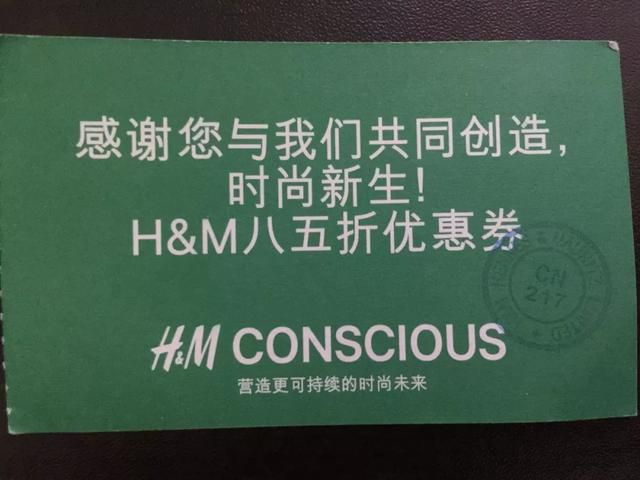 感谢您与我们共同创造,
时尚新生!
H&M八五折优惠券
H&M CONSCIOUS
营造更可持续的时尚未来
LIMITED
CN
217